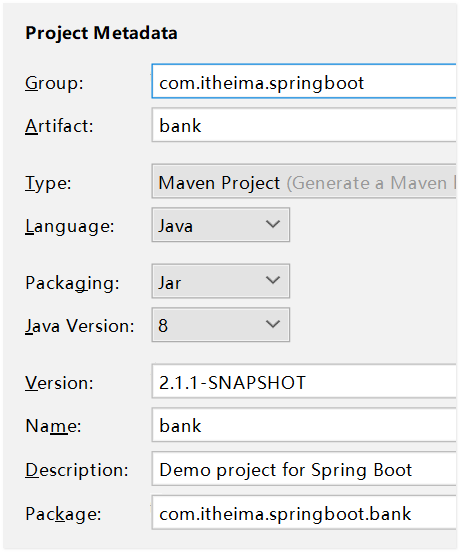 Project Metadata
Group: com.itheima.springboot
Artifact: bank
Type: Maven Project (Generate a Maven
Language: Java
Packaging: Jar
Java Version: 8
Version: 2.1.1-SNAPSHOT
Name: bank
Description: Demo project for Spring Boot
Package: com.itheima.springboot.bank